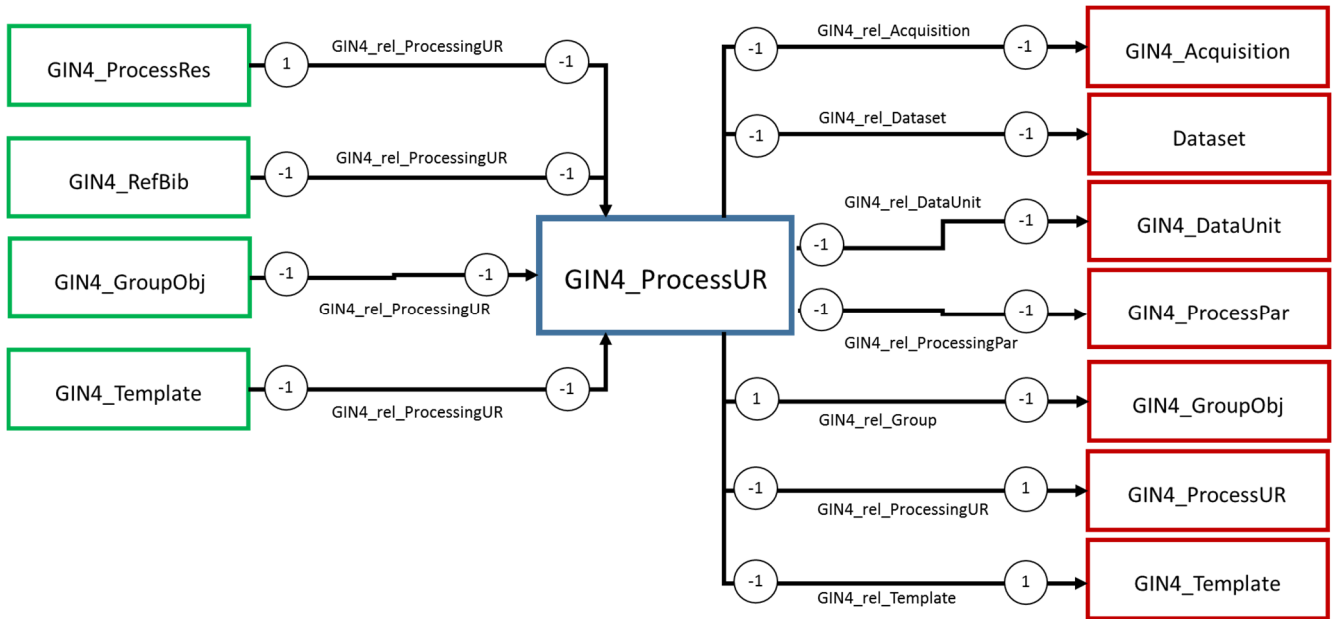 GIN4_ProcessRes
1
GIN4_rel_ProcessingUR
-1
GIN4_RefBib
-1
GIN4_rel_ProcessingUR
-1
GIN4_GroupObj
-1
GIN4_rel_ProcessingUR
-1
GIN4_Template
-1
GIN4_rel_ProcessingUR
-1
GIN4_ProcessUR
-1
GIN4_rel_Acquisition
-1
GIN4_Acquisition
-1
GIN4_rel_Dataset
-1
Dataset
-1
GIN4_rel_DataUnit
-1
GIN4_DataUnit
-1
GIN4_rel_ProcessingPar
-1
GIN4_ProcessPar
1
GIN4_rel_Group
-1
GIN4_GroupObj
-1
GIN4_rel_ProcessingUR
1
GIN4_ProcessUR
-1
GIN4_rel_Template
1
GIN4_Template